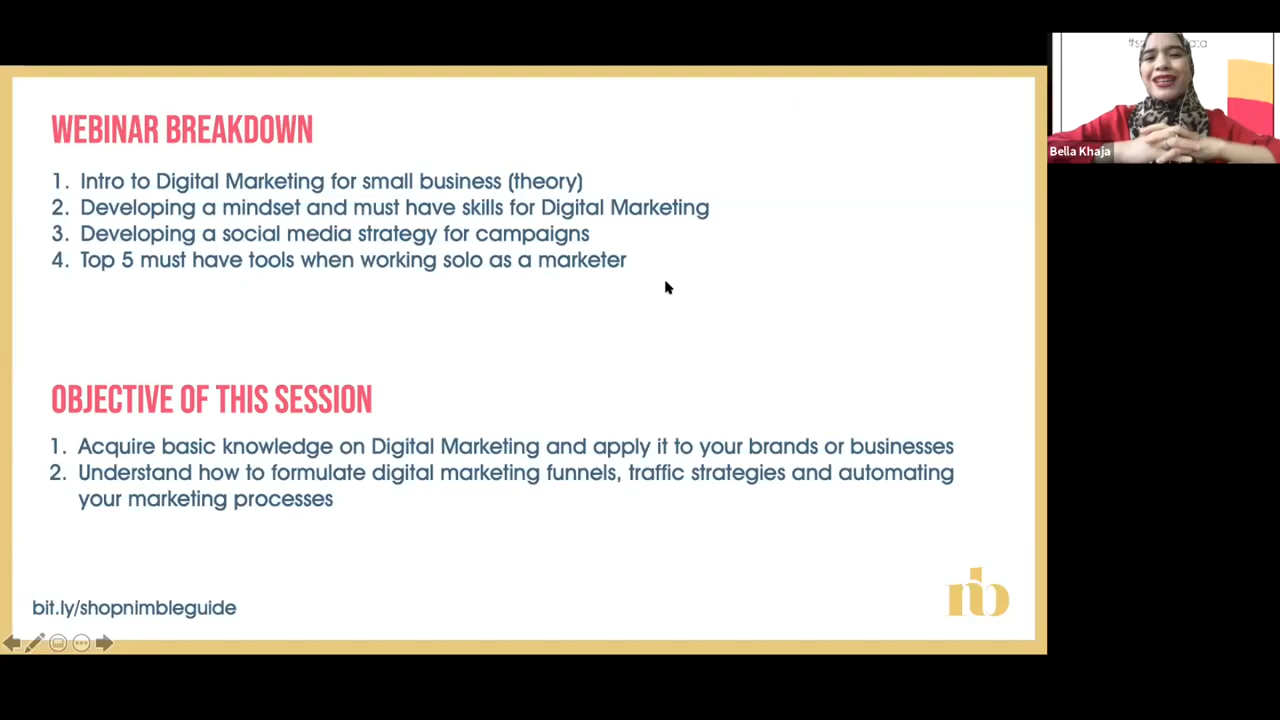 WEBINAR BREAKDOWN
1. Intro to Digital Marketing for small business (theory)
2. Developing a mindset and must have skills for Digital Marketing
3. Developing a social media strategy for campaigns
4. Top 5 must have tools when working solo as a marketer
OBJECTIVE OF THIS SESSION
1. Acquire basic knowledge on Digital Marketing and apply it to your brands or businesses
2. Understand how to formulate digital marketing funnels, traffic strategies and automating
your marketing processes
bit.ly/shopnimbleguide
nb
Bella Khaja